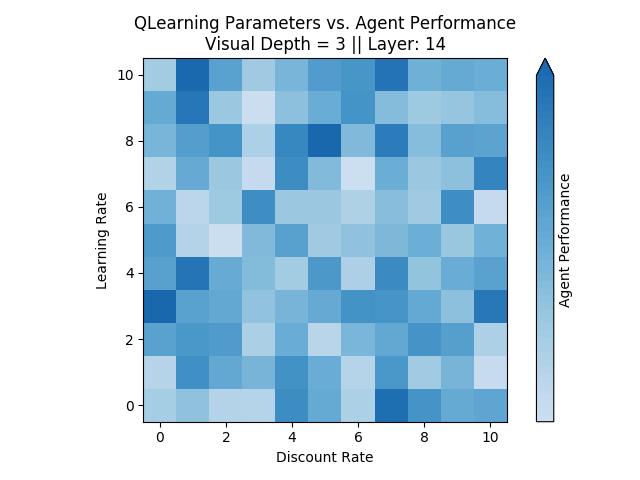 QLearning Parameters vs. Agent Performance
Visual Depth = 3 || Layer: 14
10
8
6
4
2
0
Learning Rate
0 2 4 6 8 10
Discount Rate
Agent Performance